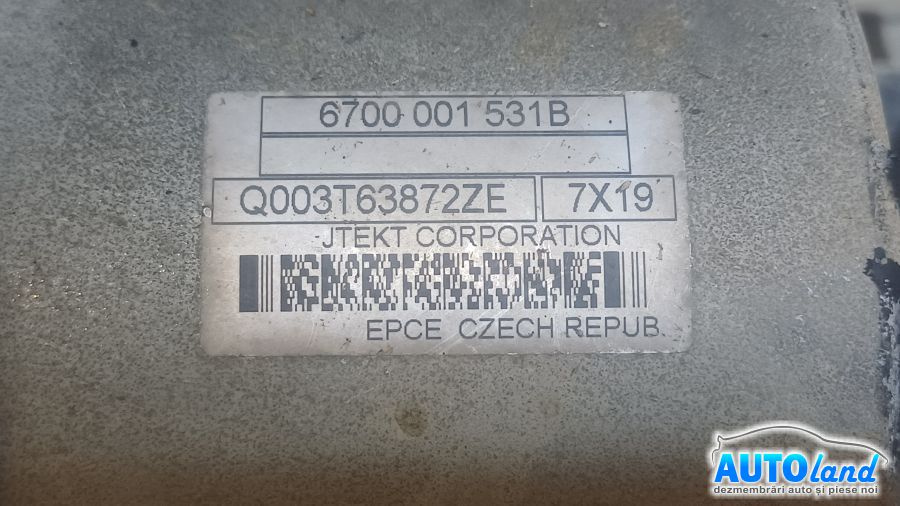 6700 001 531B
Q003T63872ZE 7X19
JTEKT CORPORATION
EPCE CZECH REPUB.
AUTOland
dezmembrări auto și piese noi